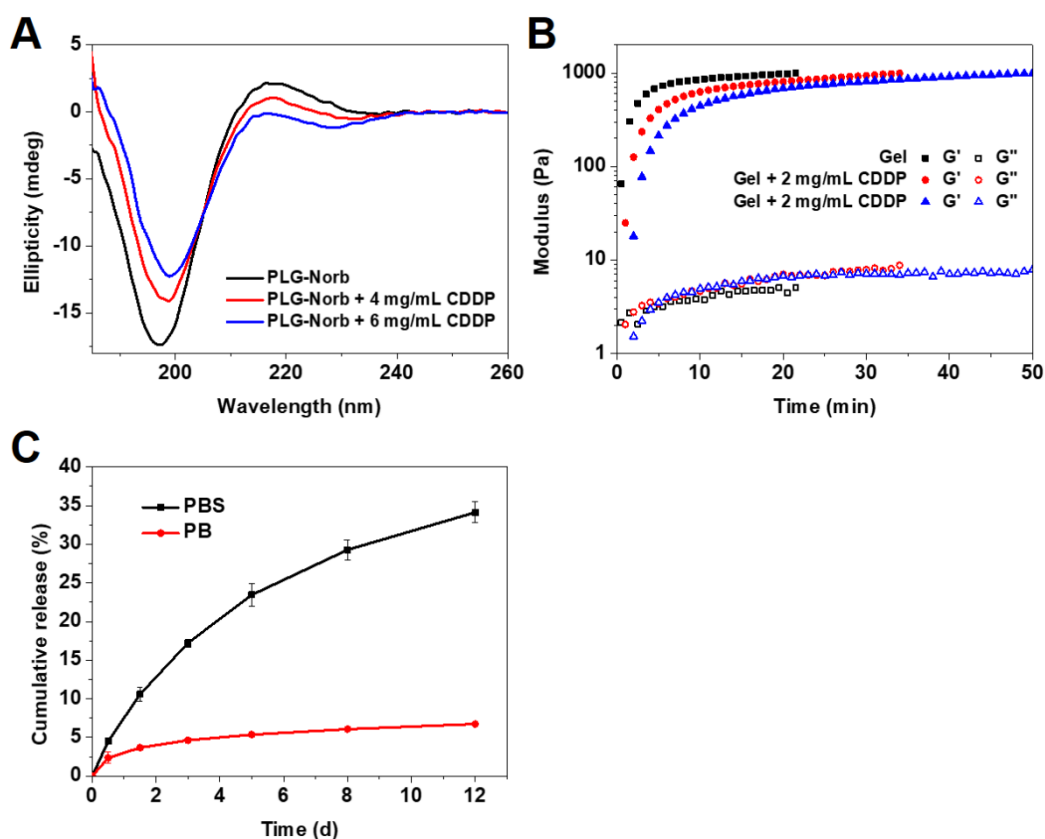 A
Ellipticity (mdeg)
5
0
-5
-10
-15
PLG-Norb
PLG-Norb + 4 mg/mL CDDP
PLG-Norb + 6 mg/mL CDDP
200
220
240
260
Wavelength (nm)
B
Modulus (Pa)
1000
100
10
1
Gel G' G"
Gel + 2 mg/mL CDDP G' G"
Gel + 2 mg/mL CDDP G' G"
0
10
20
30
40
50
Time (min)
C
Cumulative release (%)
40
35
30
25
20
15
10
5
0
PBS
PB
0
2
4
6
8
10
12
Time (d)